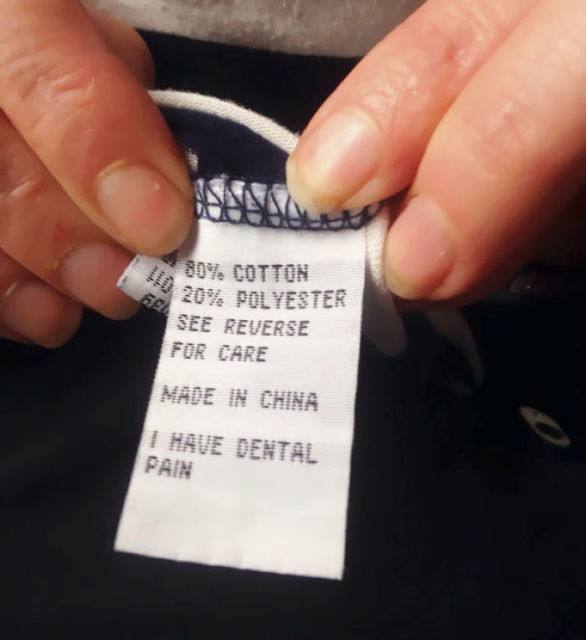 80% COTTON
20% POLYESTER
SEE REVERSE
FOR CARE
MADE IN CHINA
I HAVE DENTAL
PAIN